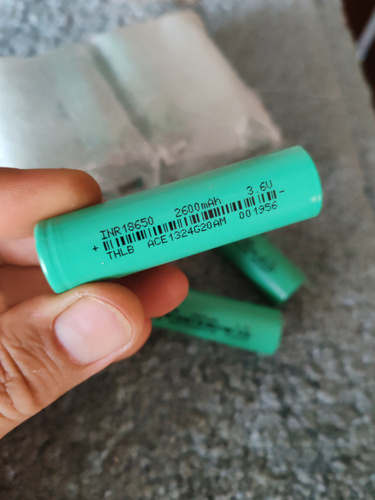 INR18650 2600mAh 3.6V
+ -
THLB ACE1324G20AM 001956